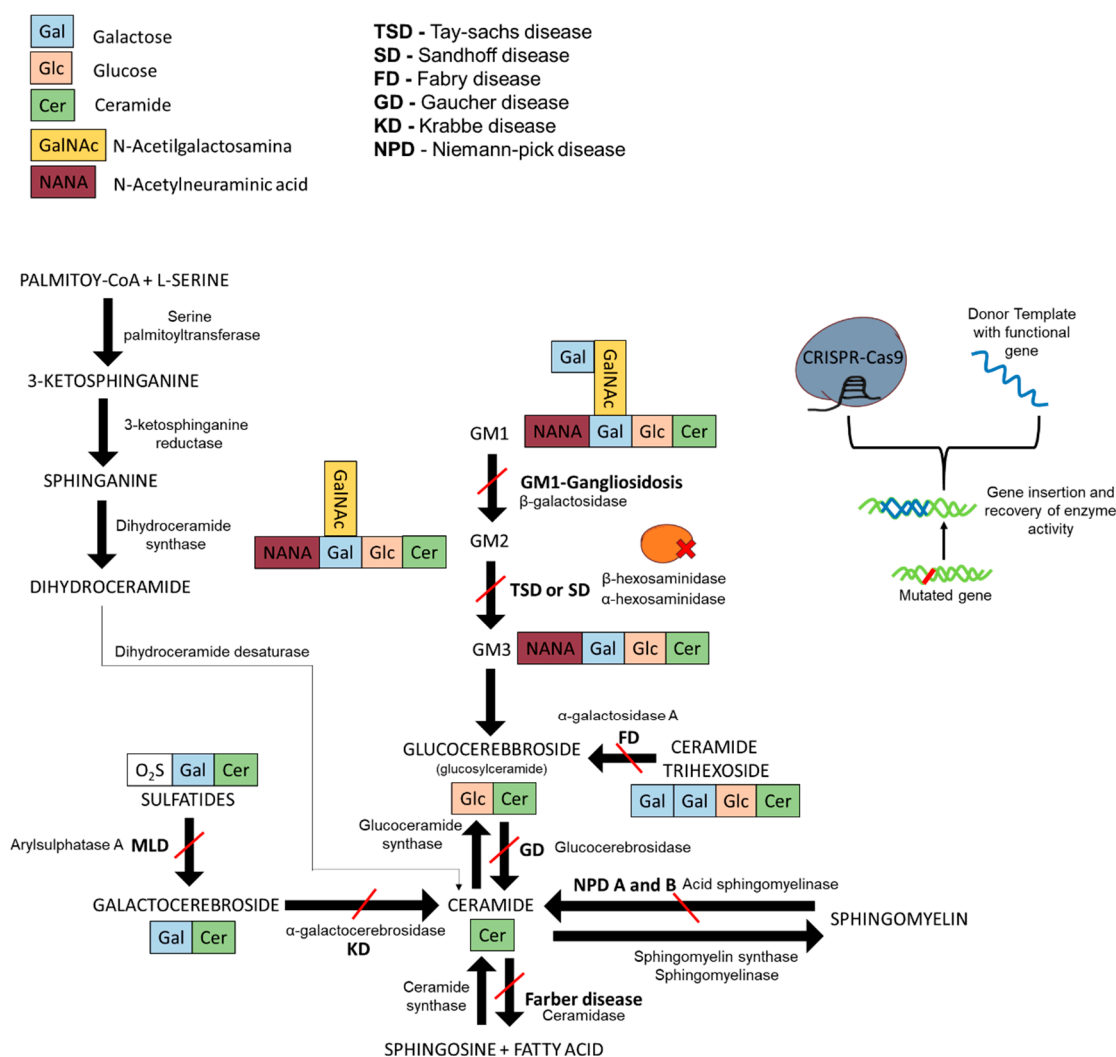 Gal Galactose
Glc Glucose
Cer Ceramide
GalNAc N-Acetilgalactosamina
NANA N-Acetylneuraminic acid
TSD - Tay-sachs disease
SD - Sandhoff disease
FD - Fabry disease
GD - Gaucher disease
KD - Krabbe disease
NPD - Niemann-pick disease
PALMITOY-CoA + L-SERINE
Serine
palmitoyltransferase
3-KETOSPHINGANINE
3-ketosphinganine
reductase
SPHINGANINE
Dihydroceramide
synthase
DIHYDROCERAMIDE
Dihydroceramide desaturase
Gal GalNAc
GM1 NANA Gal Glc Cer
GM1-Gangliosidosis
β-galactosidase
GalNAc
NANA Gal Glc Cer
GM2
TSD or SD
β-hexosaminidase
α-hexosaminidase
GM3 NANA Gal Glc Cer
CRISPR-Cas9
Donor Template
with functional
gene
Gene insertion and
recovery of enzyme
activity
Mutated gene
α-galactosidase A
FD
GLUCOCEREBBROSIDE
(glucosylceramide)
Glc Cer
CERAMIDE
TRIHEXOSIDE
Gal Gal Glc Cer
O2S Gal Cer
SULFATIDES
Arylsulphatase A MLD
GALACTOCEREBROSIDE
Gal Cer
α-galactocerebrosidase
KD
Glucoceramide
synthase
GD Glucocerebrosidase
CERAMIDE
Cer
NPD A and B Acid sphingomyelinase
SPHINGOMYELIN
Sphingomyelin synthase
Sphingomyelinase
Ceramide
synthase
Farber disease
Ceramidase
SPHINGOSINE + FATTY ACID